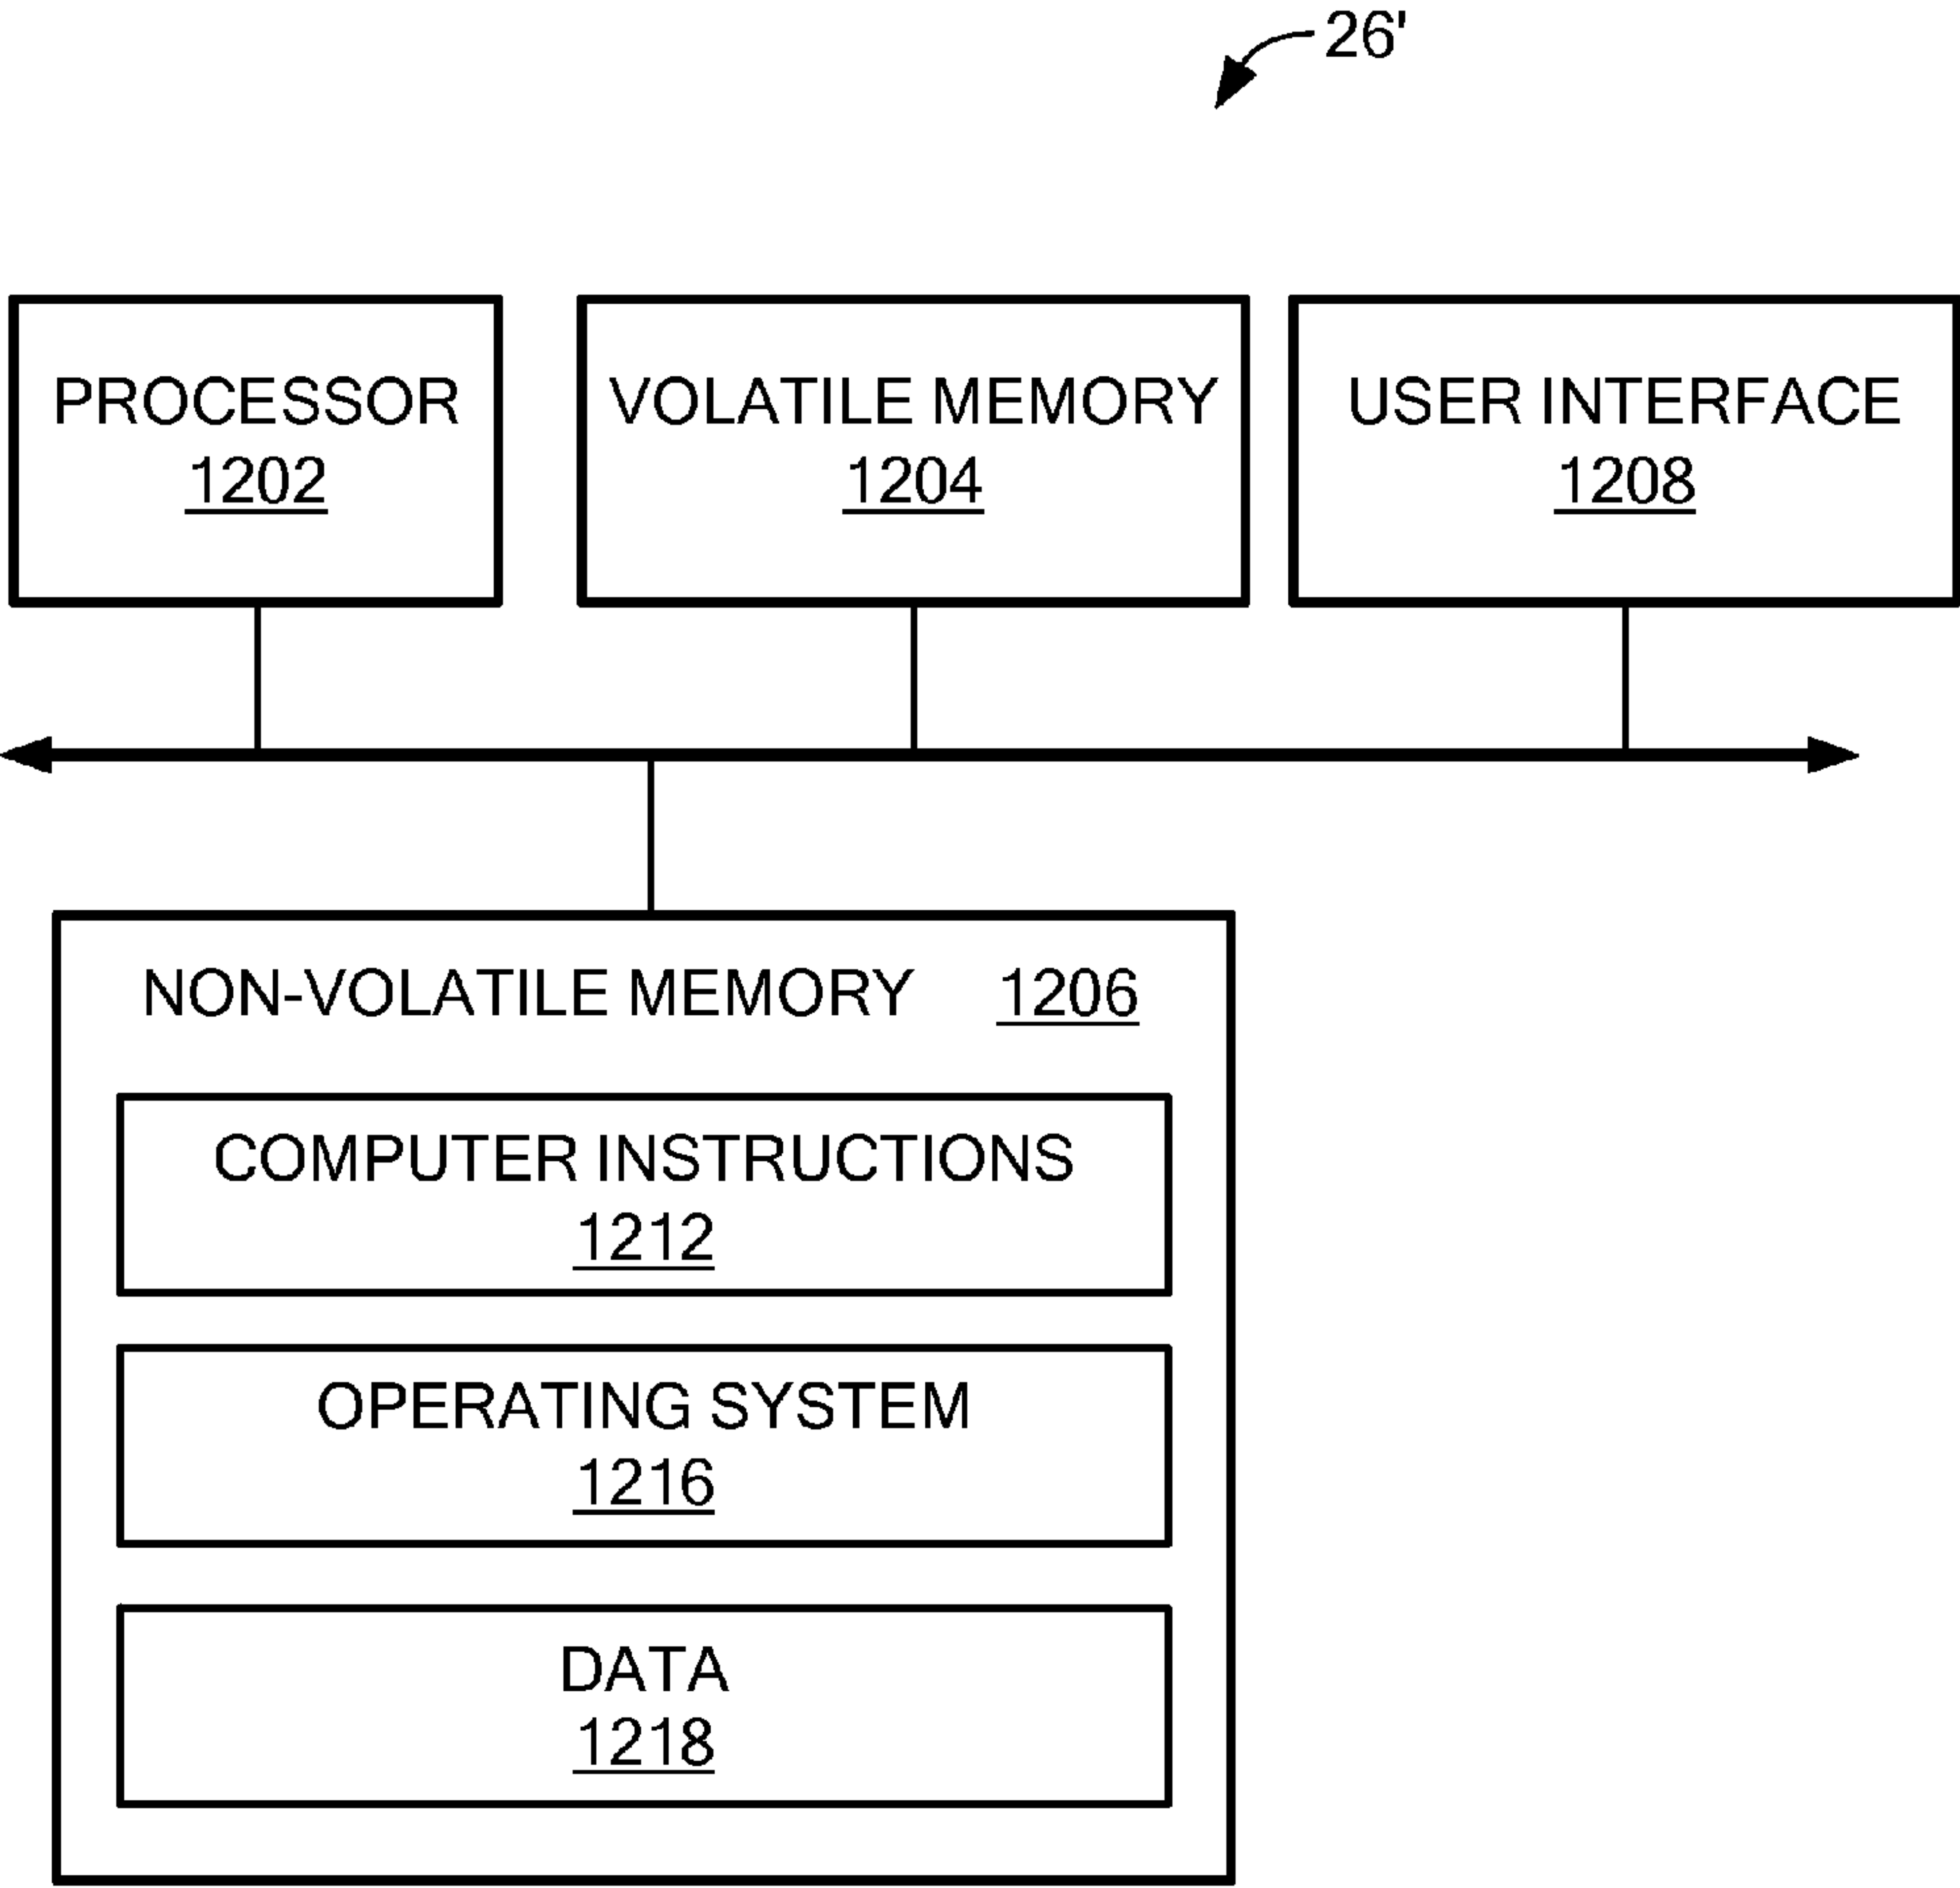 26'
PROCESSOR
1202
VOLATILE MEMORY
1204
USER INTERFACE
1208
NON-VOLATILE MEMORY 1206
COMPUTER INSTRUCTIONS
1212
OPERATING SYSTEM
1216
DATA
1218